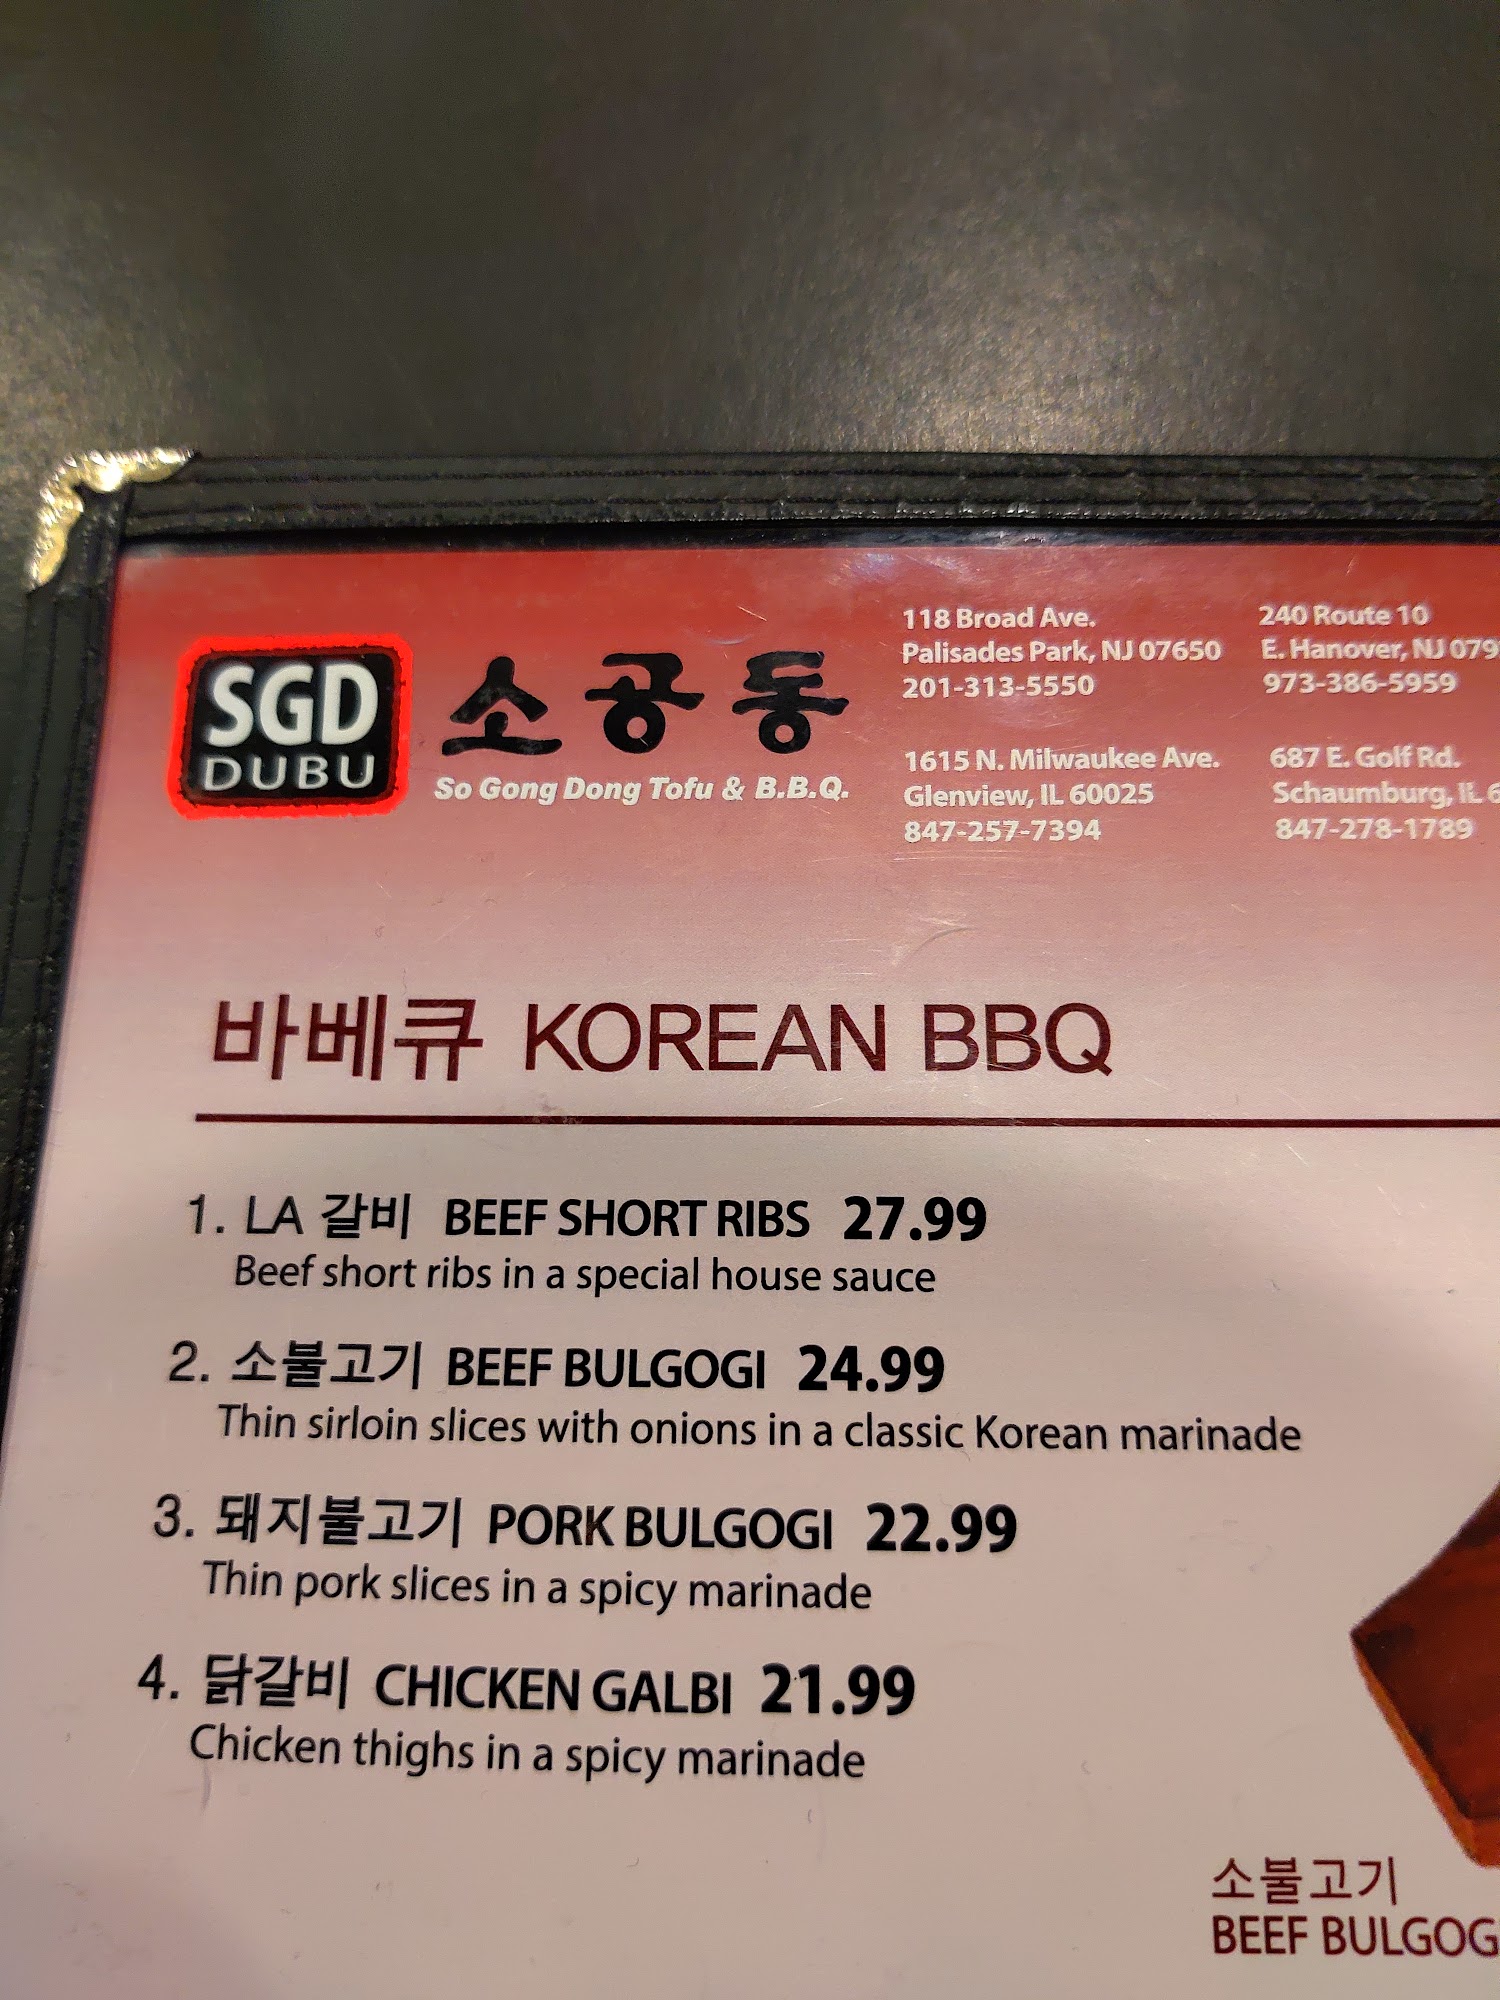 SGD
DUBU
소공동
So Gong Dong Tofu & B.B.Q.
118 Broad Ave.
Palisades Park, NJ 07650
201-313-5550
240 Route 10
E. Hanover, NJ 079
973-386-5959
1615 N. Milwaukee Ave.
Glenview, IL 60025
847-257-7394
687 E. Golf Rd.
Schaumburg, IL 6
847-278-1789
바베큐 KOREAN BBQ
1. LA 갈비 BEEF SHORT RIBS 27.99
Beef short ribs in a special house sauce
2. 소불고기 BEEF BULGOGI 24.99
Thin sirloin slices with onions in a classic Korean marinade
3. 돼지불고기 PORK BULGOGI 22.99
Thin pork slices in a spicy marinade
4. 닭갈비 CHICKEN GALBI 21.99
Chicken thighs in a spicy marinade
소불고기
BEEF BULGOG